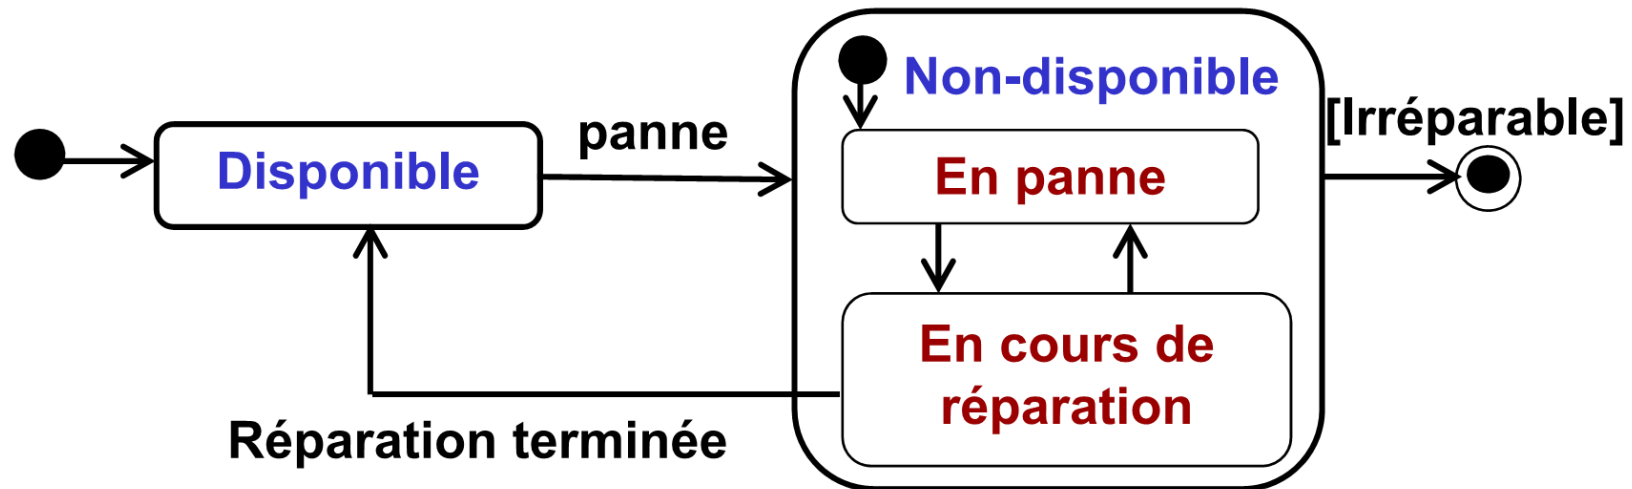 Non-disponible
[Irréparable]
panne
Disponible
En panne
En cours de
réparation
Réparation terminée